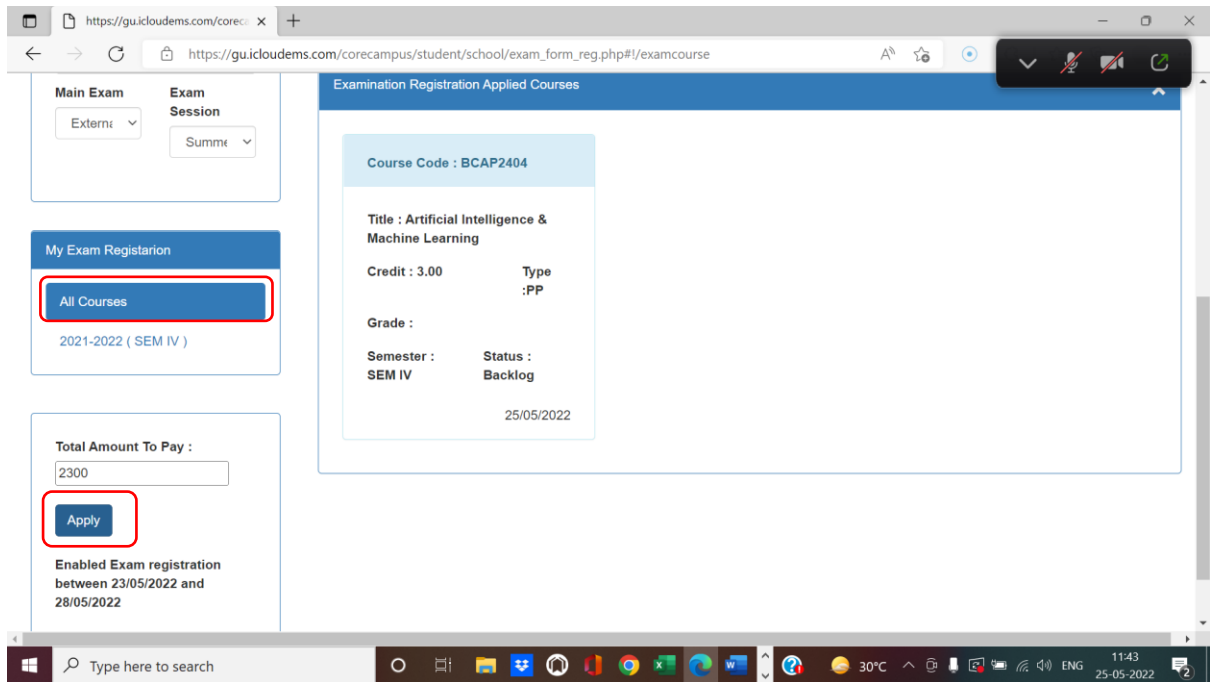 https://gu.icloudems.com/coreca
https://gu.icloudems.com/corecampus/student/school/exam_form_reg.php#!/examcourse
Main Exam
Exam Session
Externa
Summe
My Exam Registarion
All Courses
2021-2022 ( SEM IV )
Total Amount To Pay :
2300
Apply
Enabled Exam registration
between 23/05/2022 and
28/05/2022
Examination Registration Applied Courses
Course Code : BCAP2404
Title : Artificial Intelligence &
Machine Learning
Credit : 3.00
Type
:PP
Grade :
Semester :
SEM IV
Status :
Backlog
25/05/2022
Type here to search
30°C
ENG
11:43
25-05-2022
2